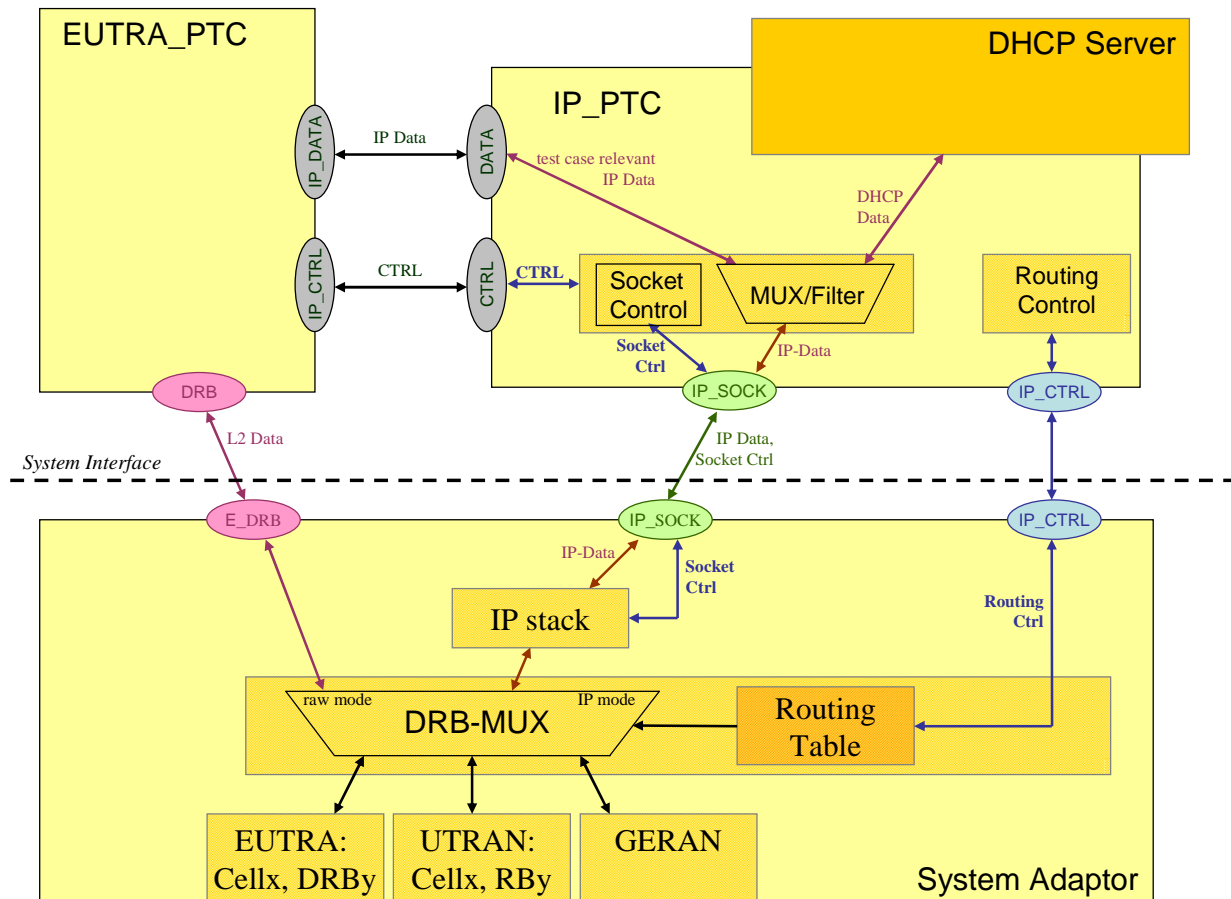 EUTRA_PTC
DHCP Server
IP_PTC
IP_DATA
IP Data
DATA
test case relevant
IP Data
DHCP
Data
IP_CTRL
CTRL
CTRL
CTRL
Socket
Control
MUX/Filter
Routing
Control
Socket
Ctrl
IP-Data
DRB
IP_SOCK
IP_CTRL
L2 Data
IP Data,
Socket Ctrl
System Interface
E_DRB
IP_SOCK
IP_CTRL
IP-Data
Socket
Ctrl
IP stack
Routing
Ctrl
raw mode
IP mode
DRB-MUX
Routing
Table
EUTRA:
Cellx, DRBy
UTRAN:
Cellx, RBy
GERAN
System Adaptor